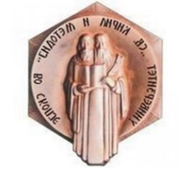 УНИВЕРЗИТЕТ "СВ. КИРИЛ И МЕТОДИЈ" ВО СКОПЈЕ